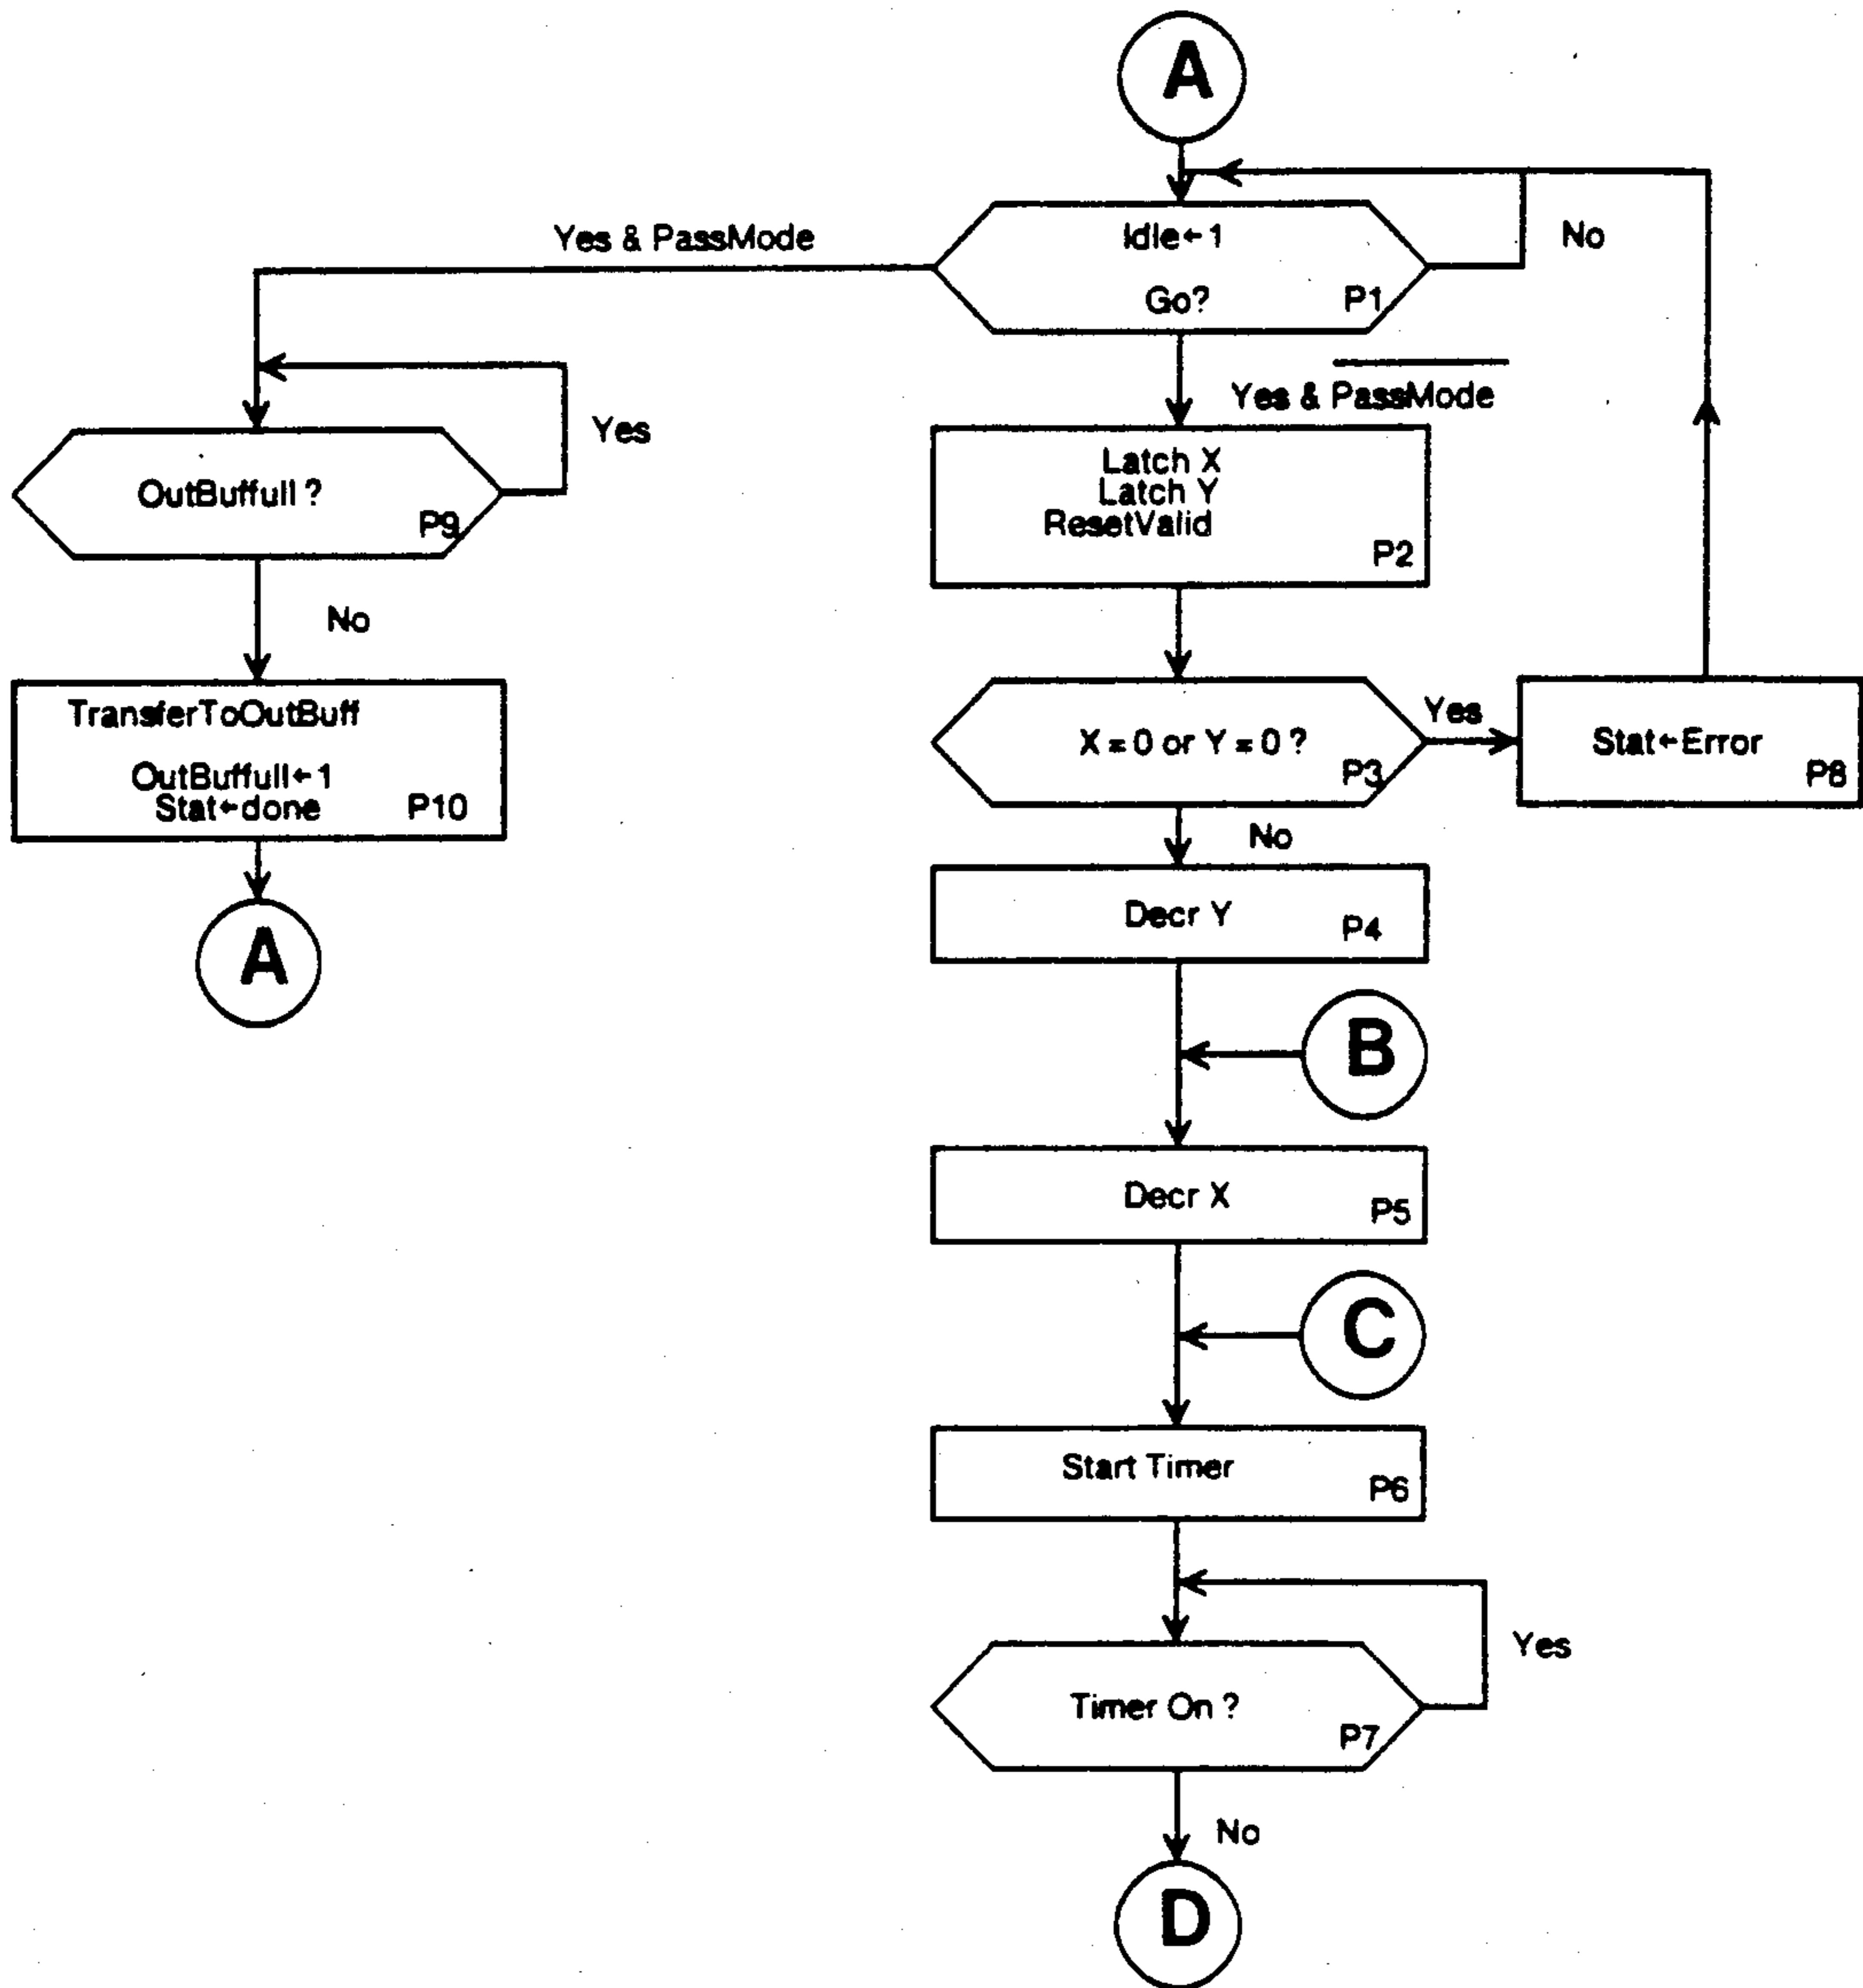 A
Idle←1
Go?
P1
No
Yes & PassMode
Yes & PassMode
OutBuffull ?
P9
Yes
No
TransferToOutBuff
OutBuffull←1
Stat←done
P10
A
Latch X
Latch Y
ResetValid
P2
X = 0 or Y = 0 ?
P3
Yes
Stat←Error
P8
No
Decr Y
P4
B
Decr X
P5
C
Start Timer
P6
Timer On ?
P7
Yes
No
D